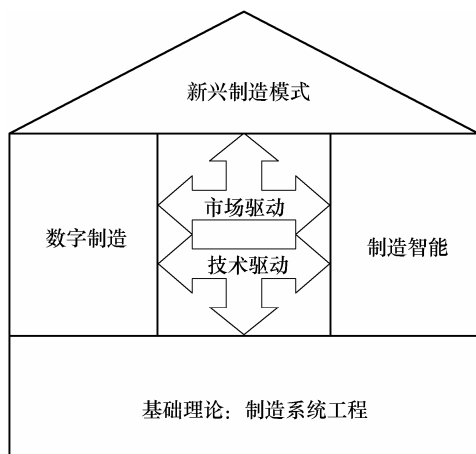 新兴制造模式
市场驱动
数字制造
制造智能
技术驱动
基础理论：制造系统工程